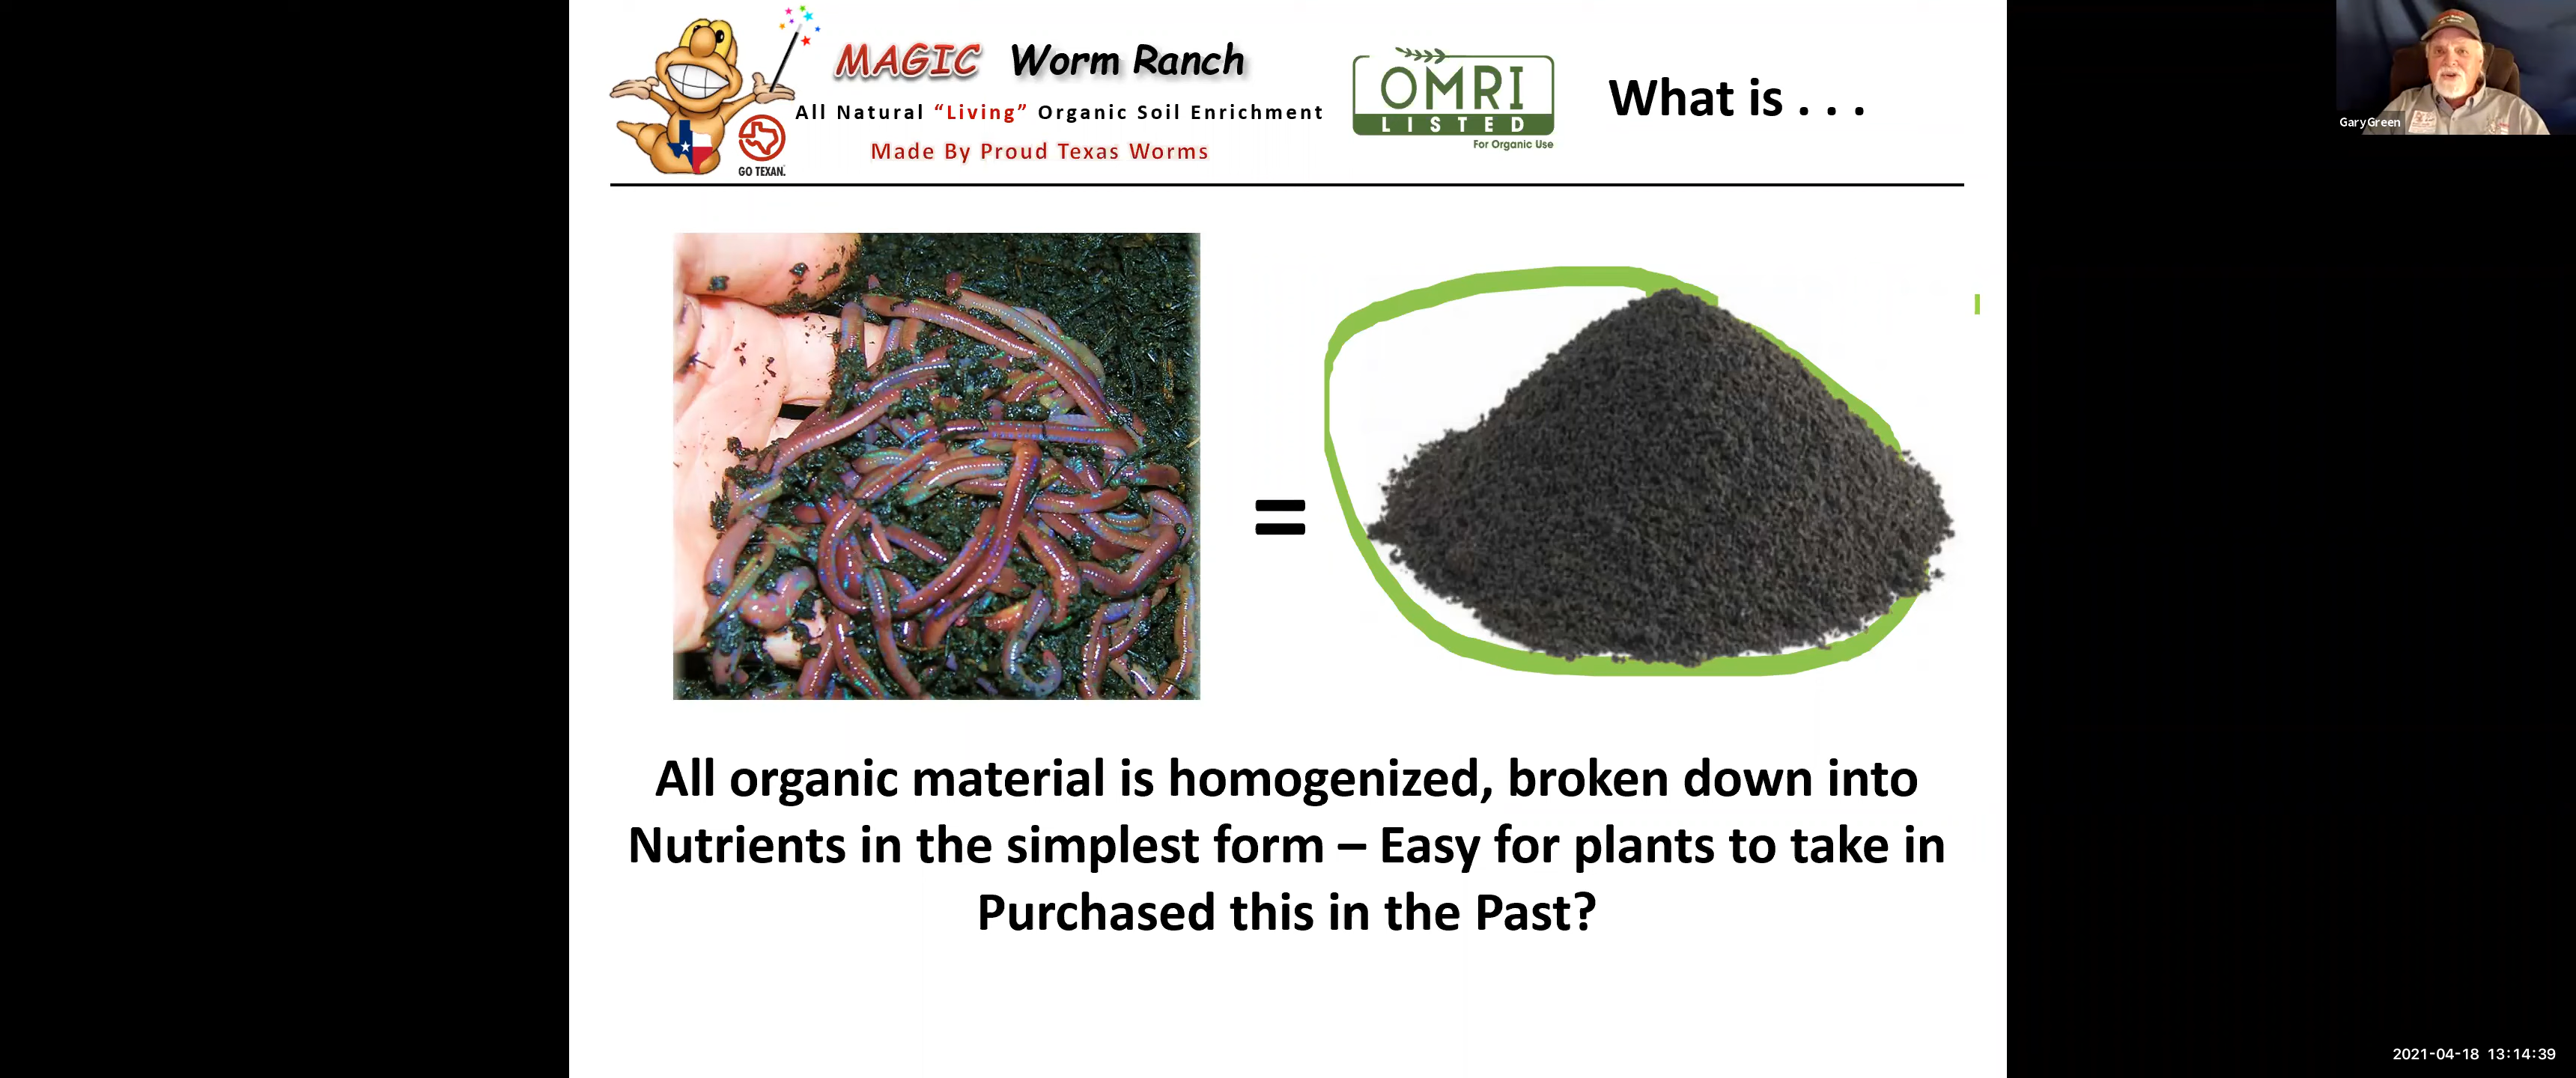 MAGIC Worm Ranch
All Natural “Living” Organic Soil Enrichment
Made By Proud Texas Worms
GO TEXAN.
OMRI
LISTED
For Organic Use
What is . . .
Gary Green
=
All organic material is homogenized, broken down into
Nutrients in the simplest form – Easy for plants to take in
Purchased this in the Past?
2021-04-18 13:14:39